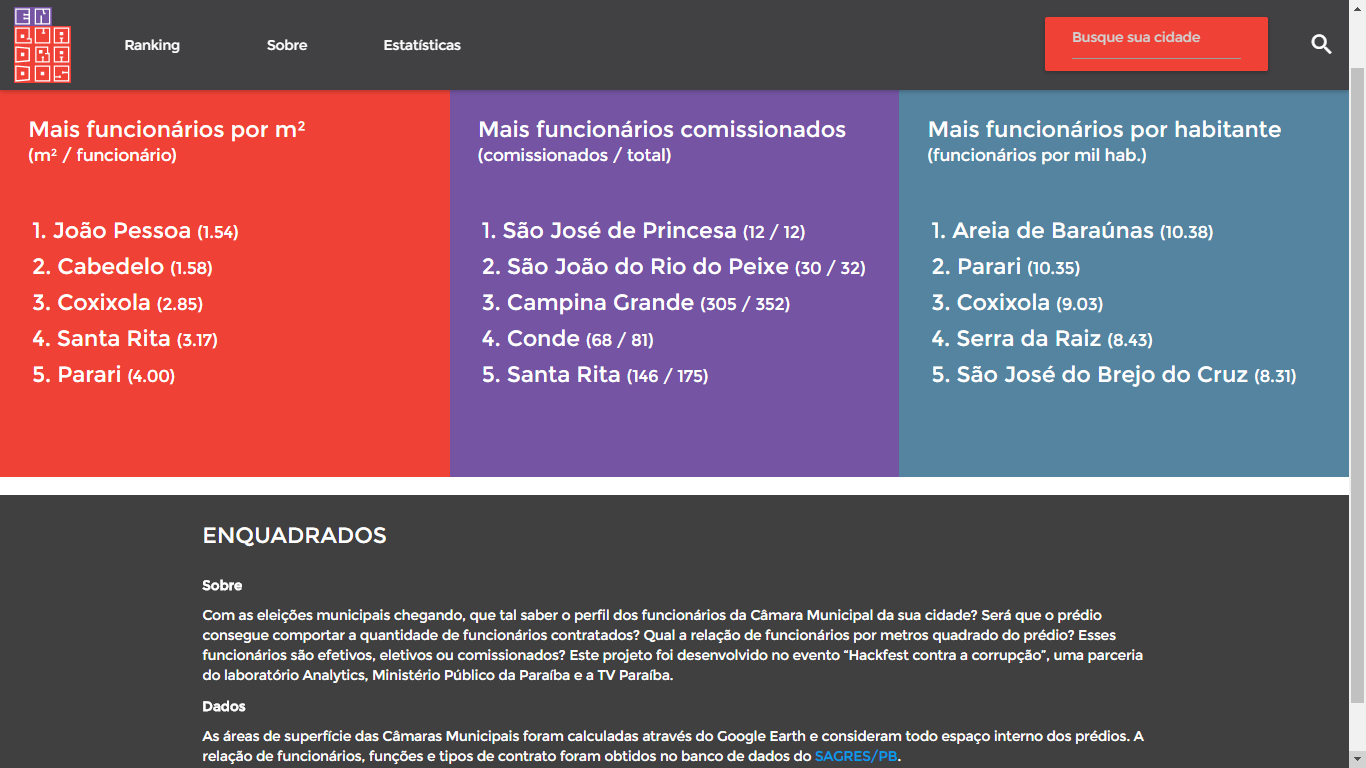 EN
QUA
DRA
DOS
Ranking
Sobre
Estatísticas
Busque sua cidade
Mais funcionários por m²
(m² / funcionário)
1. João Pessoa (1.54)
2. Cabedelo (1.58)
3. Coxixola (2.85)
4. Santa Rita (3.17)
5. Parari (4.00)
Mais funcionários comissionados
(comissionados / total)
1. São José de Princesa (12 / 12)
2. São João do Rio do Peixe (30 / 32)
3. Campina Grande (305 / 352)
4. Conde (68 / 81)
5. Santa Rita (146 / 175)
Mais funcionários por habitante
(funcionários por mil hab.)
1. Areia de Baraúnas (10.38)
2. Parari (10.35)
3. Coxixola (9.03)
4. Serra da Raiz (8.43)
5. São José do Brejo do Cruz (8.31)
ENQUADRADOS
Sobre
Com as eleições municipais chegando, que tal saber o perfil dos funcionários da Câmara Municipal da sua cidade? Será que o prédio
consegue comportar a quantidade de funcionários contratados? Qual a relação de funcionários por metros quadrado do prédio? Esses
funcionários são efetivos, eletivos ou comissionados? Este projeto foi desenvolvido no evento “Hackfest contra a corrupção”, uma parceria
do laboratório Analytics, Ministério Público da Paraíba e a TV Paraíba.
Dados
As áreas de superfície das Câmaras Municipais foram calculadas através do Google Earth e consideram todo espaço interno dos prédios. A
relação de funcionários, funções e tipos de contrato foram obtidos no banco de dados do SAGRES/PB.